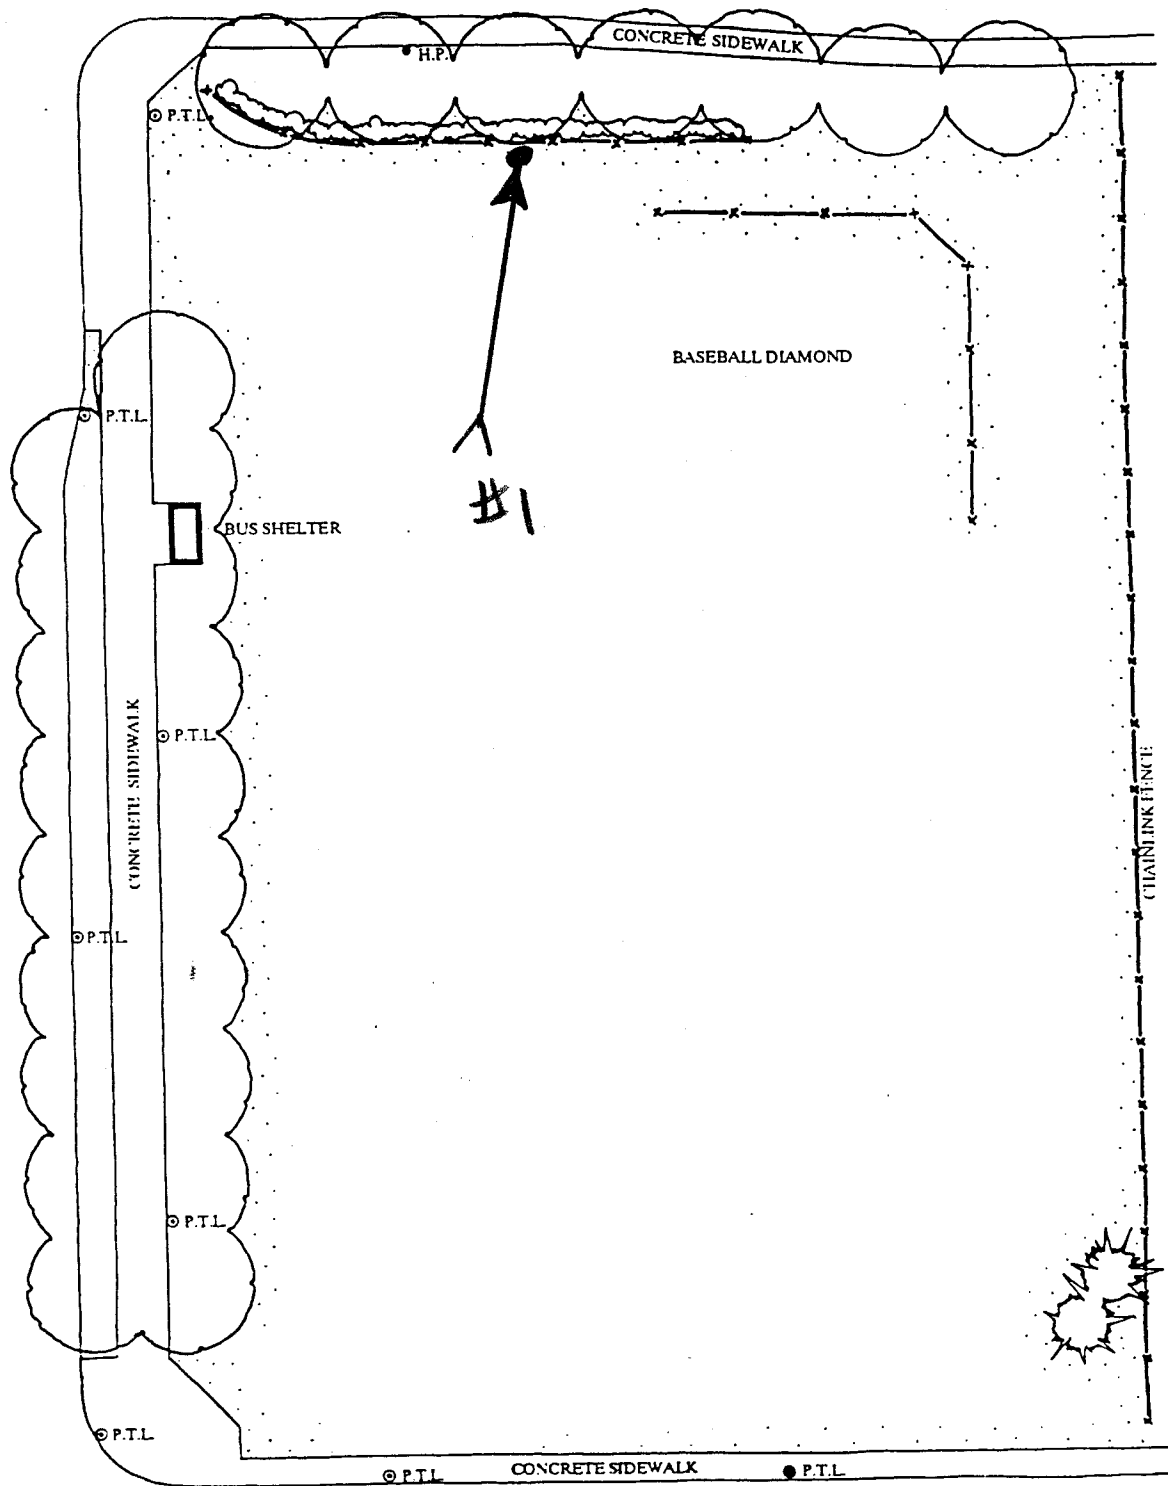 CONCRETE SIDEWALK
H.P.
P.T.L.
BASEBALL DIAMOND
P.T.L.
#1
BUS SHELTER
CONCRETE SIDEWALK
P.T.L.
CHAINLINK FENCE
P.T.L.
P.T.L.
P.T.L.
P.T.L.
CONCRETE SIDEWALK
P.T.L.